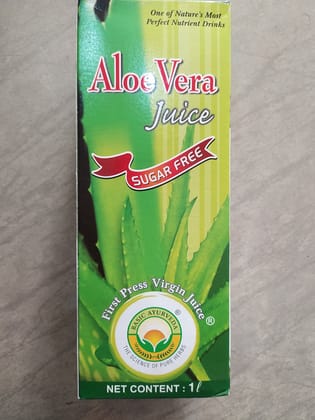 One of Nature's Most
Perfect Nutrient Drinks
Aloe Vera
Juice
SUGAR FREE
First Press Virgin Juice
®
BASIC AYURVEDA
®
THE SCIENCE OF PURE HERBS
NET CONTENT : 1ℓ